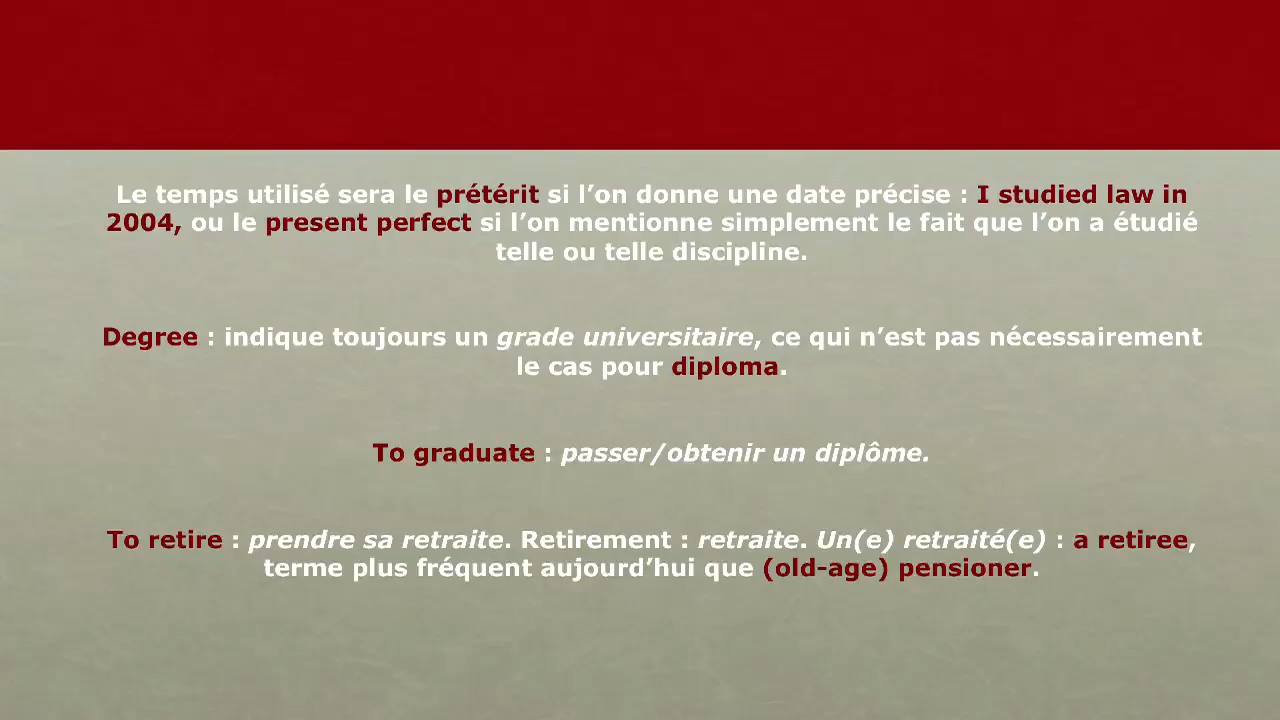 Le temps utilisé sera le prétérit si l’on donne une date précise : I studied law in
2004, ou le present perfect si l’on mentionne simplement le fait que l’on a étudié
telle ou telle discipline.
Degree : indique toujours un grade universitaire, ce qui n’est pas nécessairement
le cas pour diploma.
To graduate : passer/obtenir un diplôme.
To retire : prendre sa retraite. Retirement : retraite. Un(e) retraité(e) : a retiree,
terme plus fréquent aujourd’hui que (old-age) pensioner.